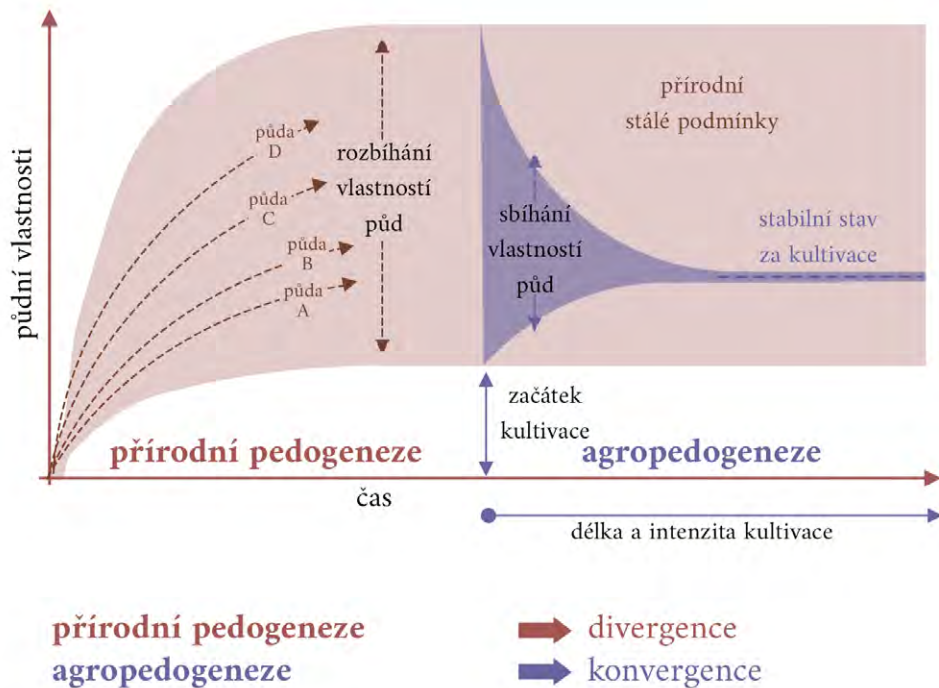 půdní vlastnosti
půda
D
půda
C
půda
B
půda
A
rozbíhání
vlastností
půd
sbíhání
vlastností
půd
přírodní
stálé podmínky
stabilní stav
za kultivace
začátek
kultivace
přírodní pedogeneze
agropedogeneze
čas
délka a intenzita kultivace
přírodní pedogeneze
divergence
agropedogeneze
konvergence